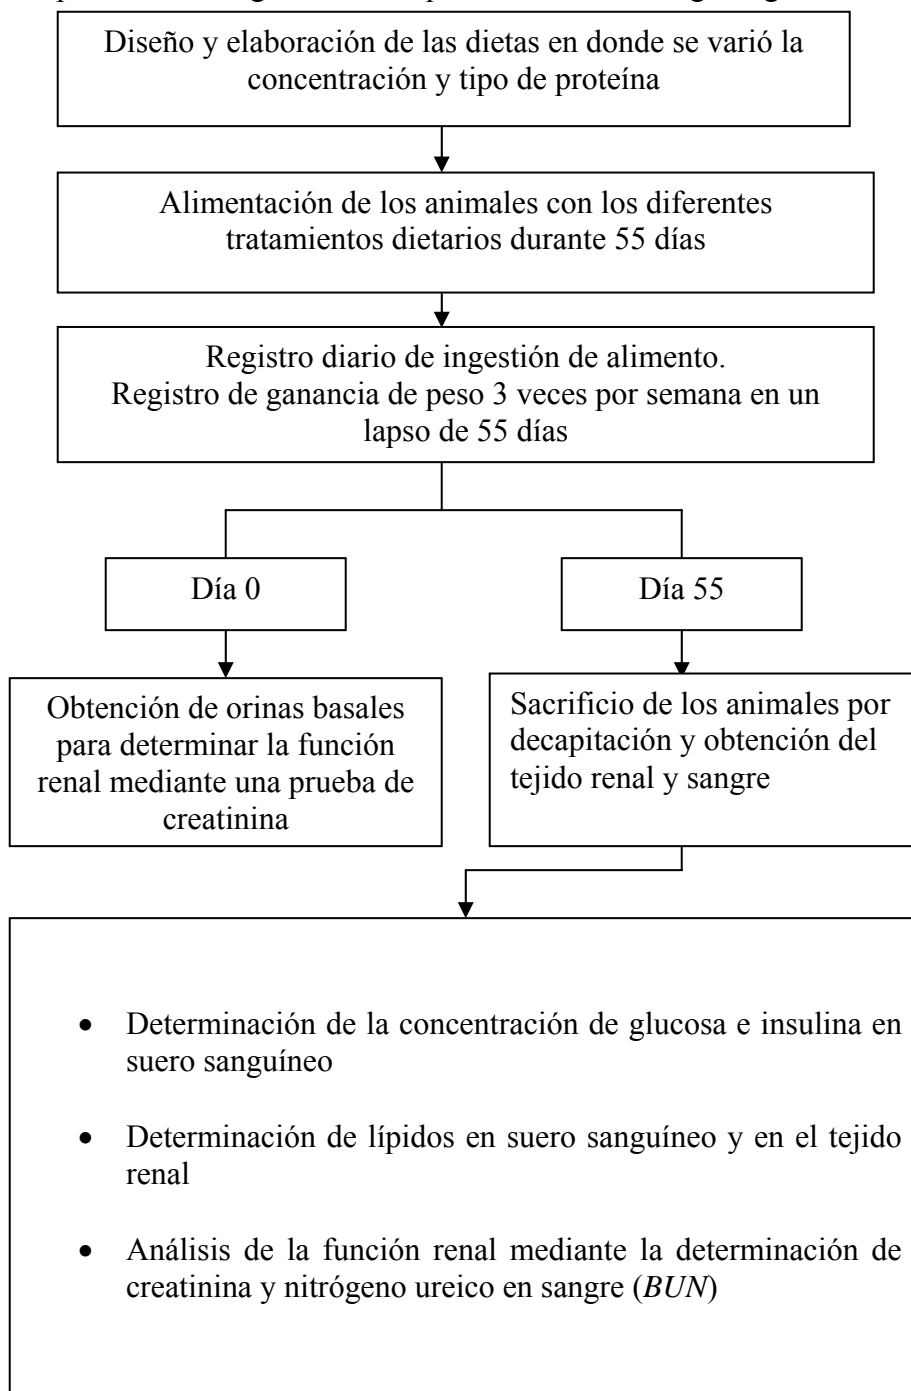 Diseño y elaboración de las dietas en donde se varió la
concentración y tipo de proteína
Alimentación de los animales con los diferentes
tratamientos dietarios durante 55 días
Registro diario de ingestión de alimento.
Registro de ganancia de peso 3 veces por semana en un
lapso de 55 días
Día 0
Día 55
Obtención de orinas basales
para determinar la función
renal mediante una prueba de
creatinina
Sacrificio de los animales por
decapitación y obtención del
tejido renal y sangre
• Determinación de la concentración de glucosa e insulina en
suero sanguíneo
• Determinación de lípidos en suero sanguíneo y en el tejido
renal
• Análisis de la función renal mediante la determinación de
creatinina y nitrógeno ureico en sangre (BUN)